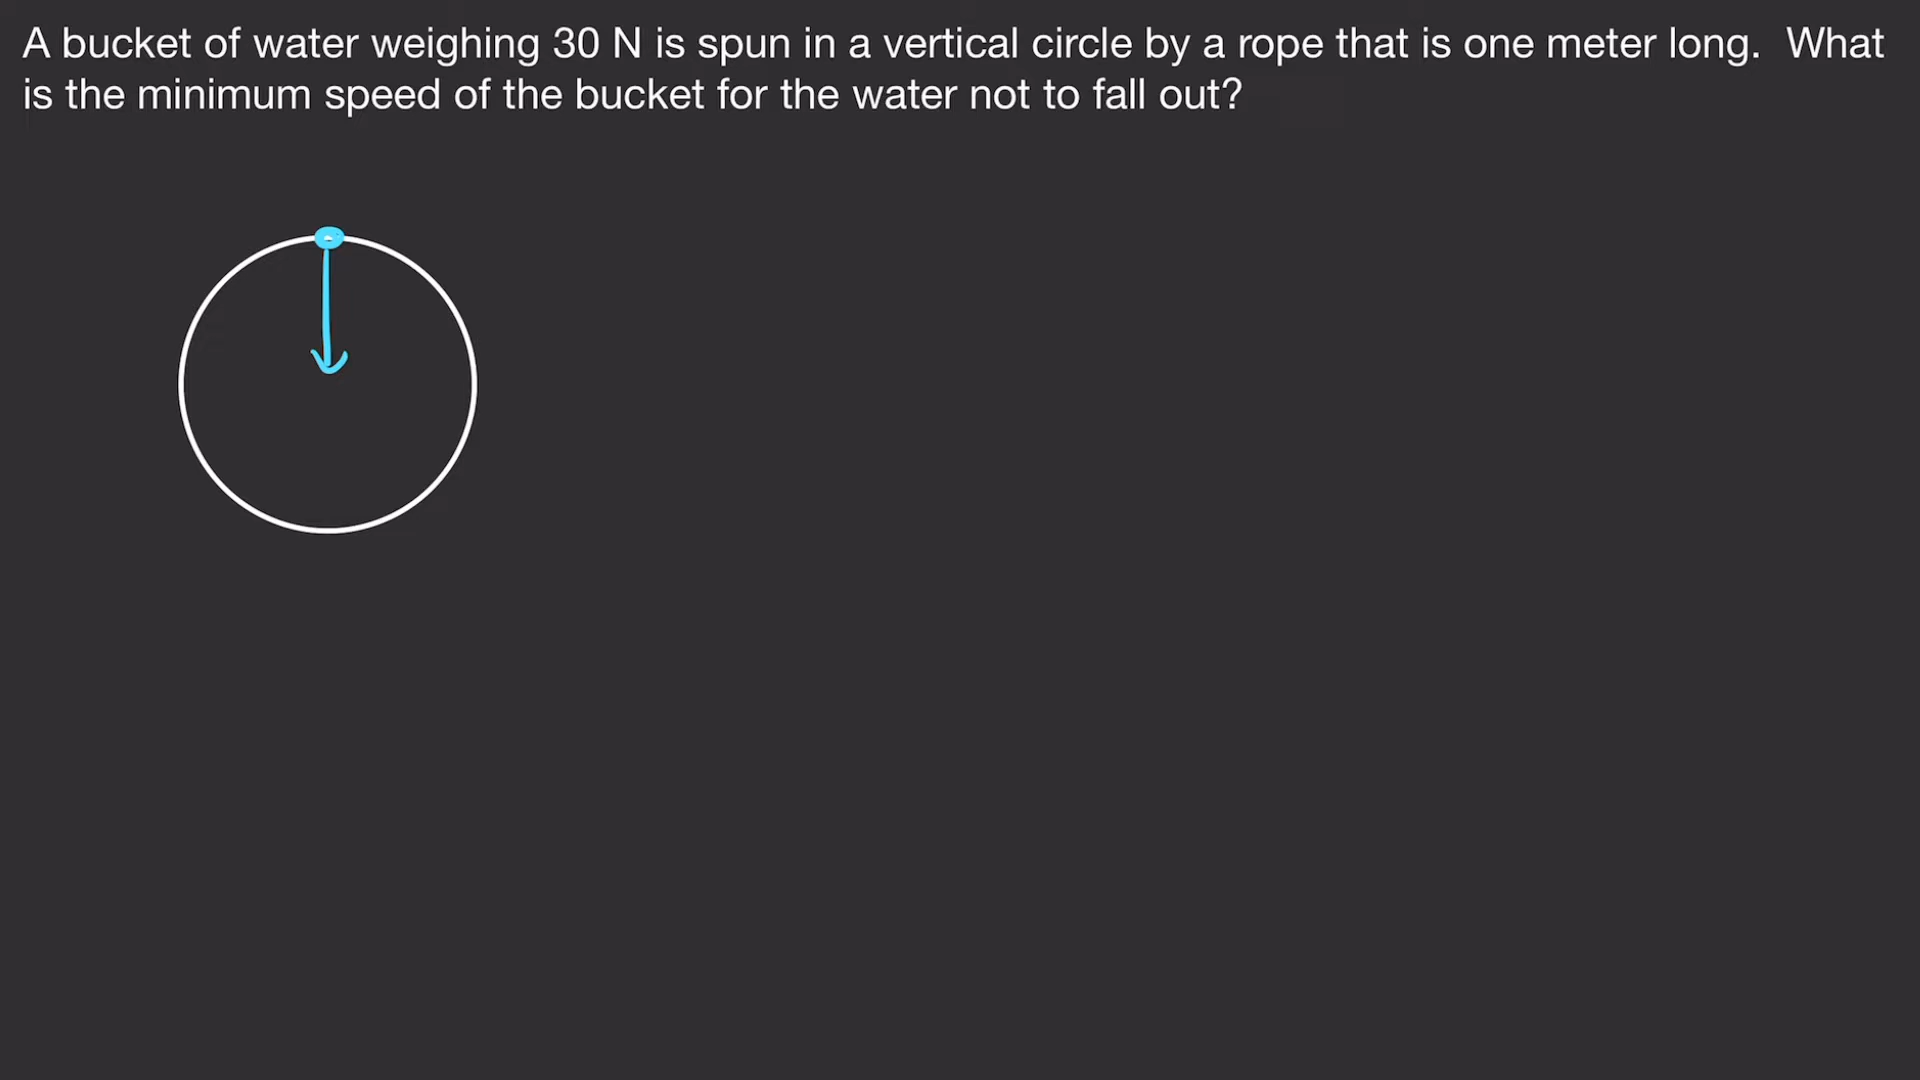 A bucket of water weighing 30 N is spun in a vertical circle by a rope that is one meter long.  What
is the minimum speed of the bucket for the water not to fall out?